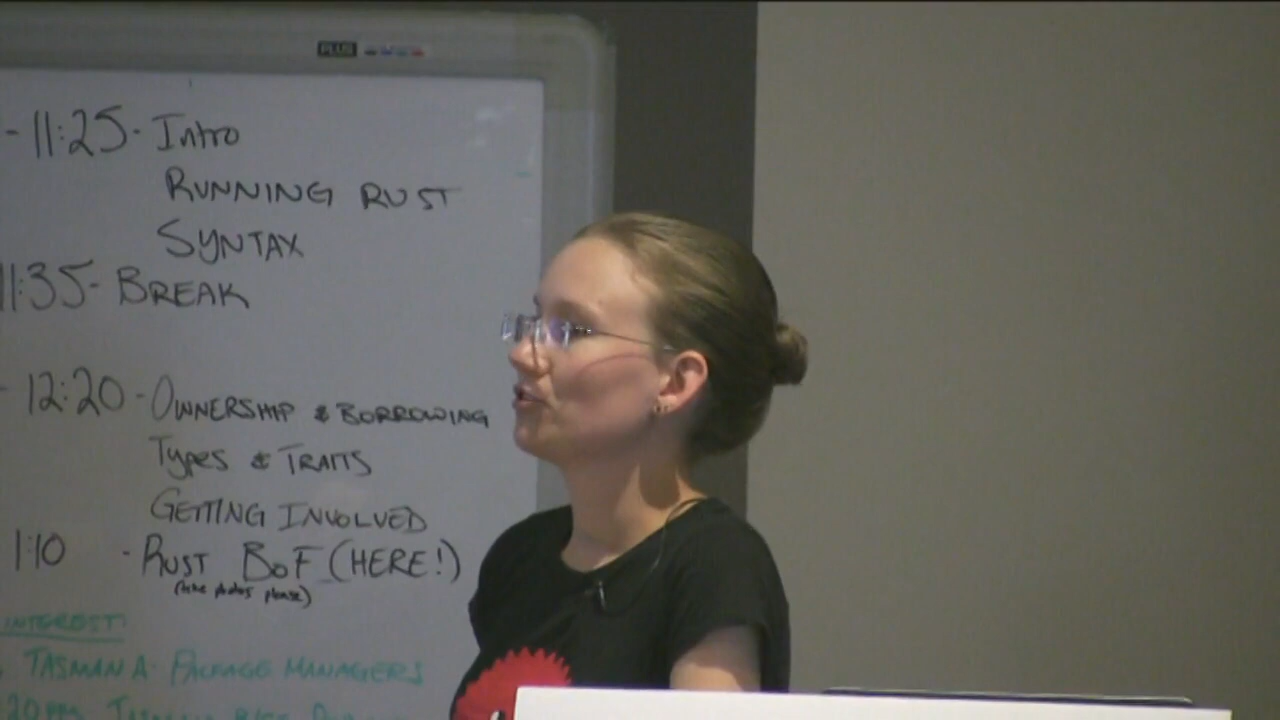 PLUS
- 11:25 - Intro
RUNNING RUST
SYNTAX
11:35 - BREAK
- 12:20 - OWNERSHIP & BORROWING
TYPES & TRAITS
GETTING INVOLVED
1:10 - RUST BOF (HERE!)
(take photos please)
INTEREST:
TASMAN A - PACKAGE MANAGERS